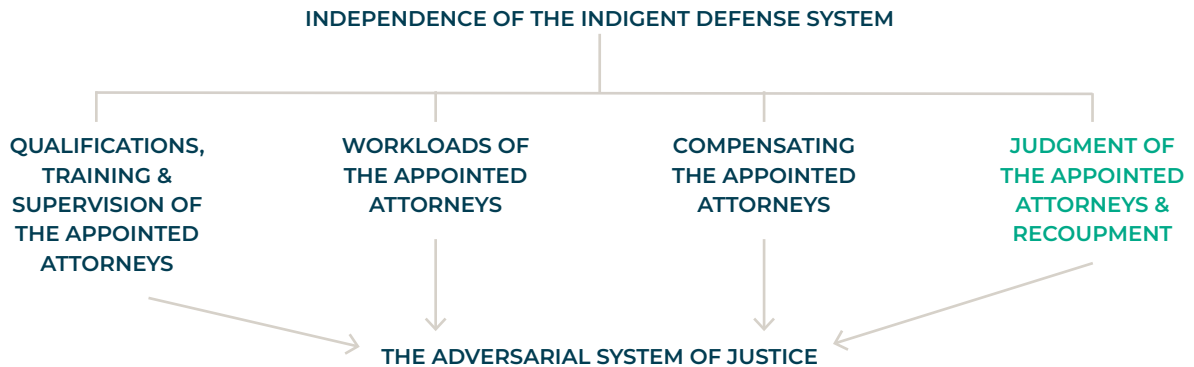 INDEPENDENCE OF THE INDIGENT DEFENSE SYSTEM
QUALIFICATIONS,
TRAINING &
SUPERVISION OF
THE APPOINTED
ATTORNEYS
WORKLOADS OF
THE APPOINTED
ATTORNEYS
COMPENSATING
THE APPOINTED
ATTORNEYS
JUDGMENT OF
THE APPOINTED
ATTORNEYS &
RECOUPMENT
THE ADVERSARIAL SYSTEM OF JUSTICE